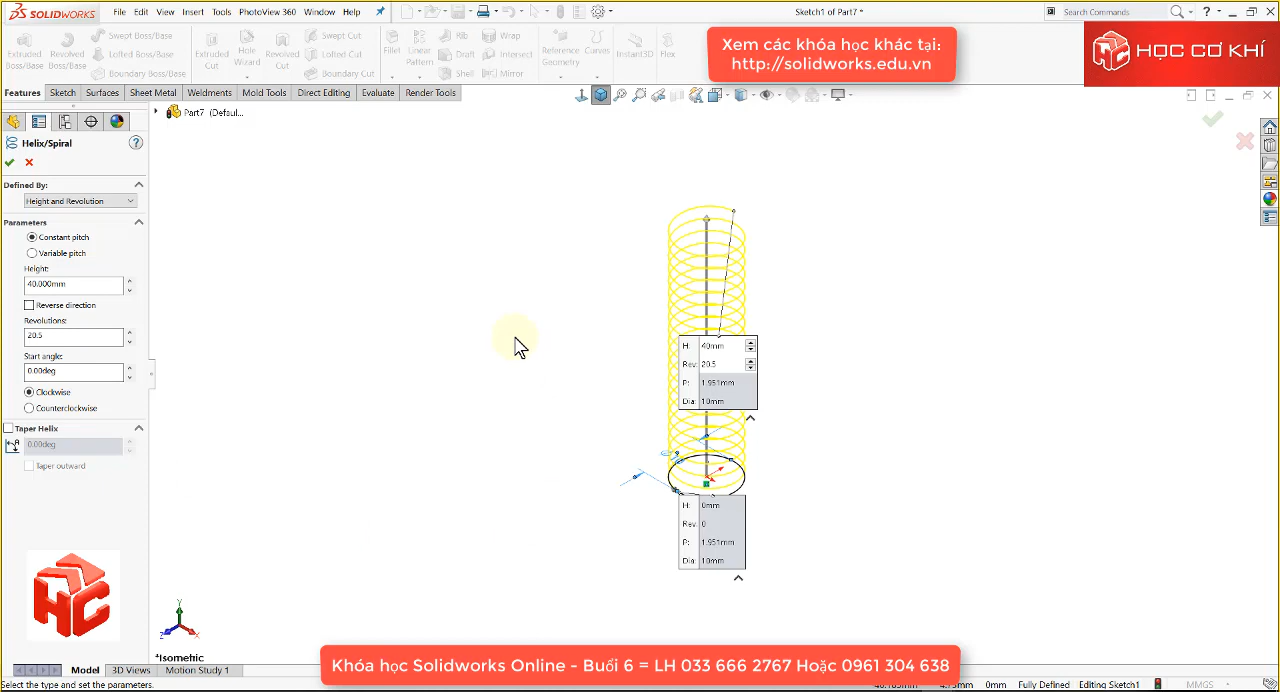 SOLIDWORKS
File Edit View Insert Tools PhotoView 360 Window Help
Sketch1 of Part7 *
Search Commands
Extruded Boss/Base
Revolved Boss/Base
Swept Boss/Base
Lofted Boss/Base
Boundary Boss/Base
Extruded Cut
Hole Wizard
Revolved Cut
Swept Cut
Lofted Cut
Boundary Cut
Fillet
Linear Pattern
Rib
Draft
Shell
Wrap
Intersect
Mirror
Reference Geometry
Curves
Instant3D
Flex
Xem các khóa học khác tại:
http://solidworks.edu.vn
HỌC CƠ KHÍ
Features Sketch Surfaces Sheet Metal Weldments Mold Tools Direct Editing Evaluate Render Tools
Part7 (Defaul...
Helix/Spiral
Defined By:
Height and Revolution
Parameters
Constant pitch
Variable pitch
Height:
40.000mm
Reverse direction
Revolutions:
20.5
Start angle:
0.00deg
Clockwise
Counterclockwise
Taper Helix
0.00deg
Taper outward
H: 40mm
Rev: 20.5
P: 1.951mm
Dia: 10mm
H: 0mm
Rev: 0
P: 1.951mm
Dia: 10mm
HC
Y
Z
X
*Isometric
Model 3D Views Motion Study 1
Khóa học Solidworks Online - Buổi 6 = LH 033 666 2767 Hoặc 0961 304 638
Select the type and set the parameters.
0mm Fully Defined Editing Sketch1 MMGS